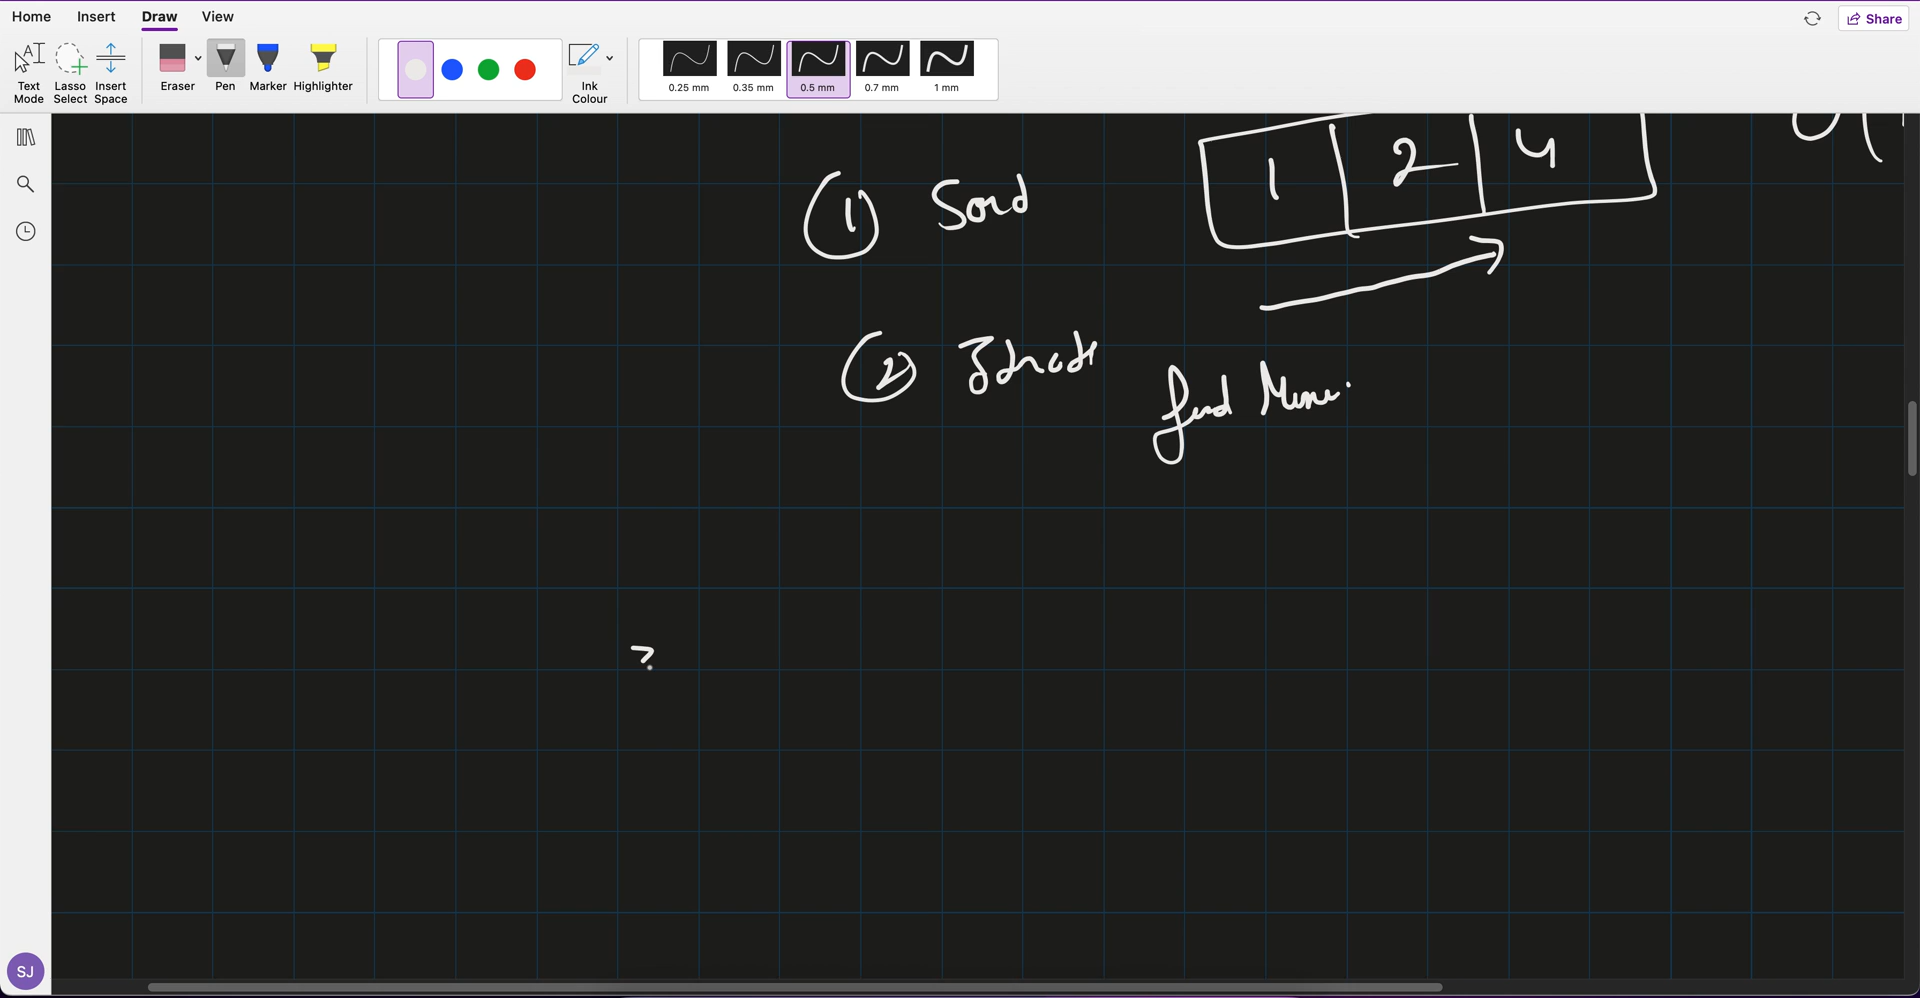 Home Insert Draw View
Share
Text Mode
Lasso Select
Insert Space
Eraser
Pen
Marker
Highlighter
Ink Colour
0.25 mm
0.35 mm
0.5 mm
0.7 mm
1 mm
1 2 4
1 Sord
2
find
SJ